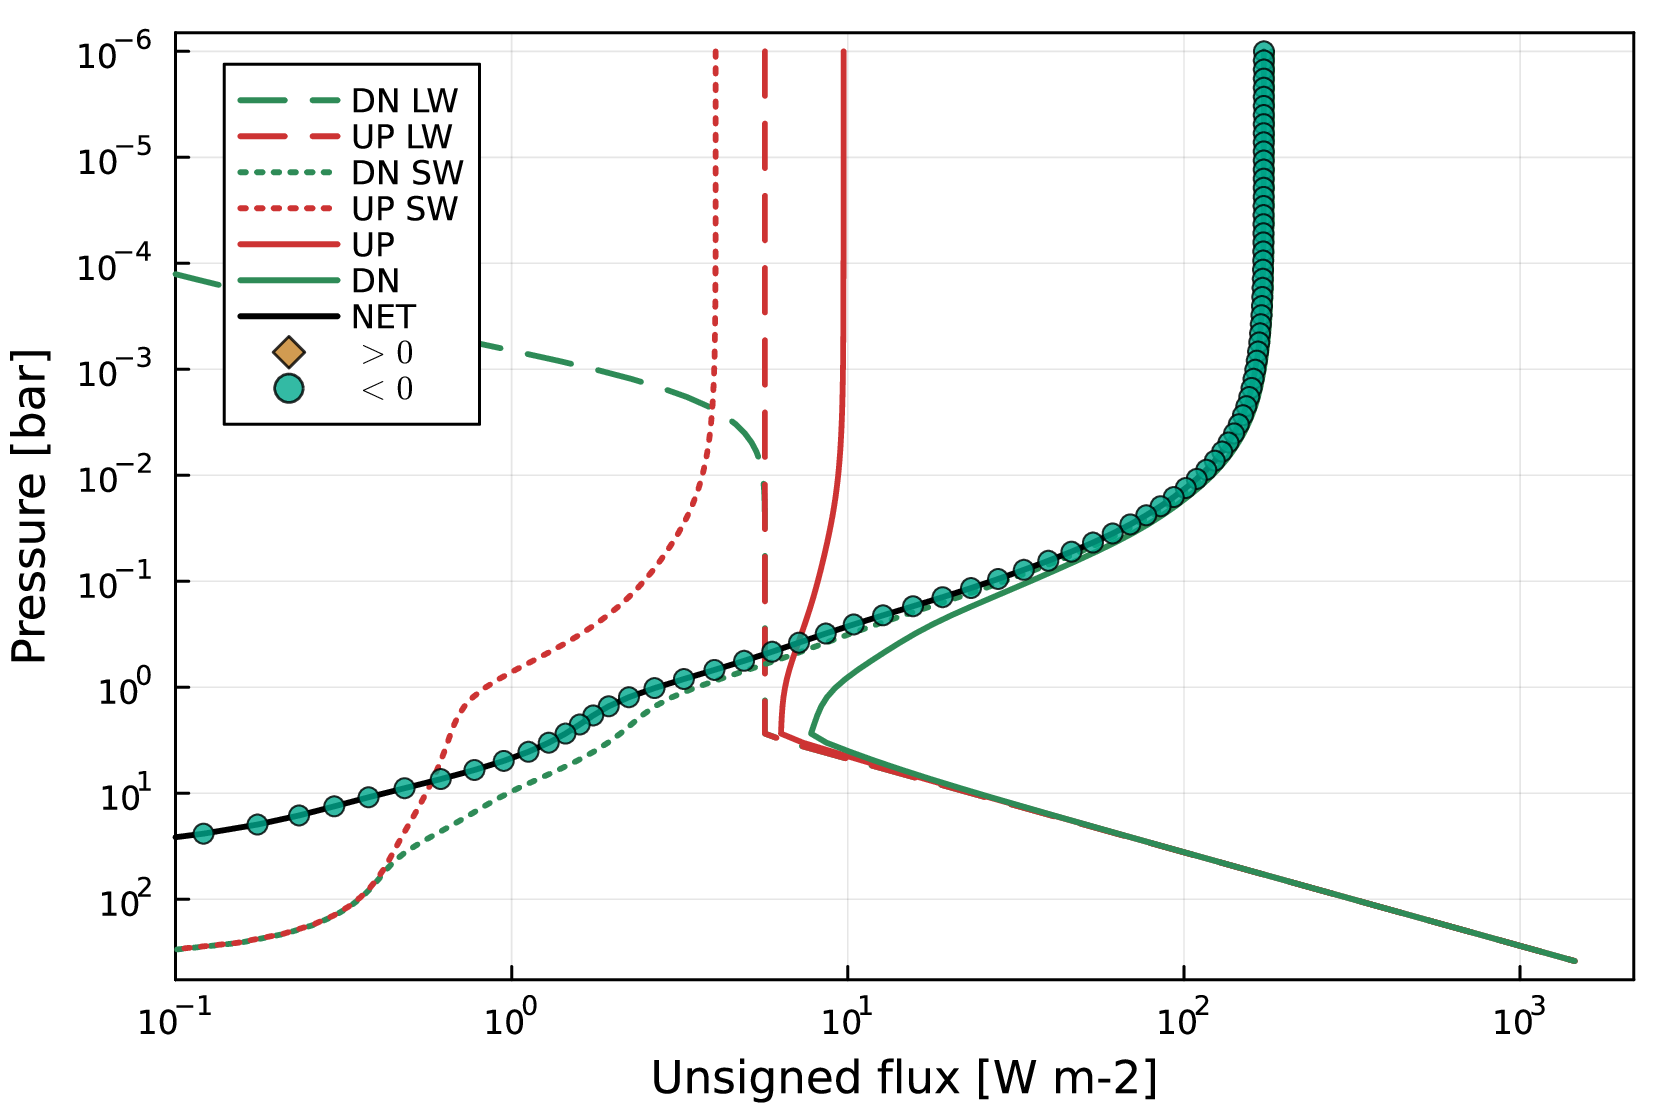 10⁻⁶
10⁻⁵
10⁻⁴
10⁻³
10⁻²
10⁻¹
10⁰
10¹
10²
Pressure [bar]
DN LW
UP LW
DN SW
UP SW
UP
DN
NET
> 0
< 0
10⁻¹ 10⁰ 10¹ 10² 10³
Unsigned flux [W m-2]